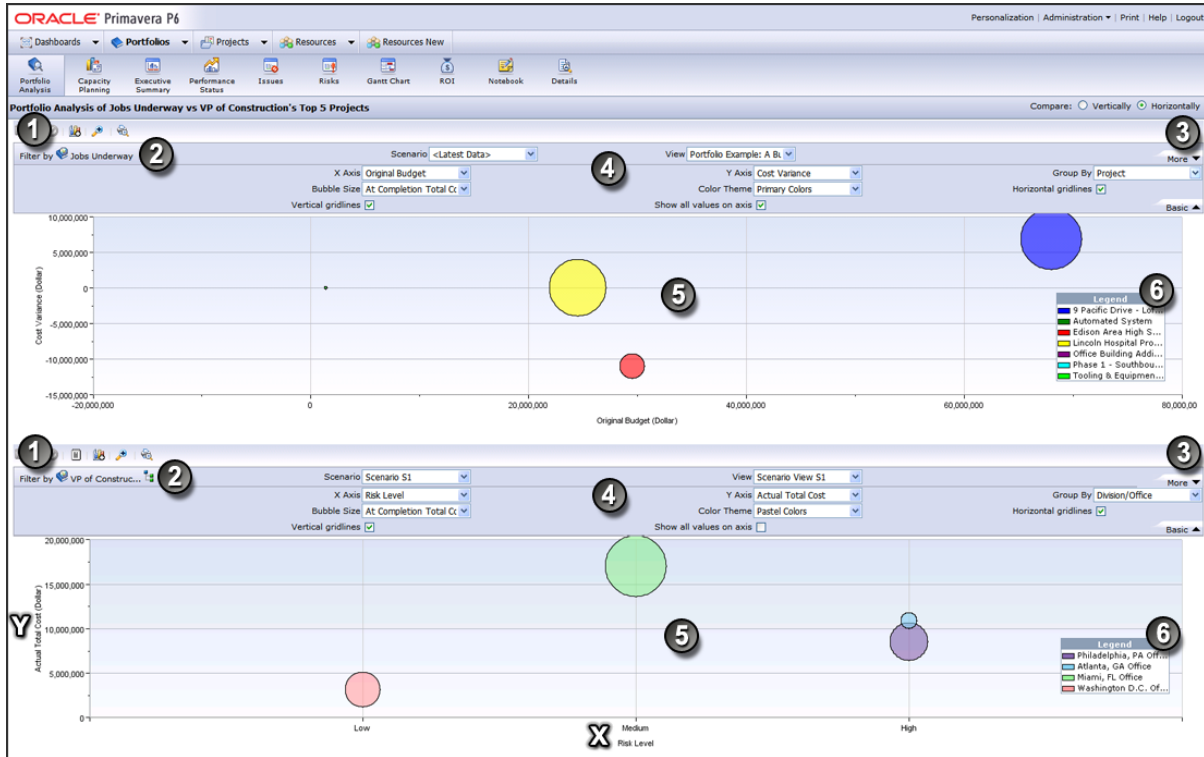 ORACLE Primavera P6
Personalization | Administration | Print | Help | Logout
Dashboards Portfolios Projects Resources Resources New
Portfolio Analysis Capacity Planning Executive Summary Performance Status Issues Risks Gantt Chart ROI Notebook Details
Portfolio Analysis of Jobs Underway vs VP of Construction's Top 5 Projects Compare: Vertically Horizontally
1
2
3
Filter by Jobs Underway Scenario <Latest Data> View Portfolio Example: A Bu More
4
X Axis Original Budget Y Axis Cost Variance Group By Project
Bubble Size At Completion Total Cc Color Theme Primary Colors Horizontal gridlines
Vertical gridlines Show all values on axis Basic
Cost Variance (Dollar)
10,000,000
5,000,000
0
-5,000,000
-10,000,000
-15,000,000
5
6
Legend
9 Pacific Drive - Lof...
Automated System
Edison Area High S...
Lincoln Hospital Pro...
Office Building Addi...
Phase 1 - Southbou...
Tooling & Equipmen...
-20,000,000 0 20,000,000 40,000,000 60,000,000 80,000,00
Original Budget (Dollar)
1
2
3
Filter by VP of Construc... Scenario Scenario S1 View Scenario View S1 More
4
X Axis Risk Level Y Axis Actual Total Cost Group By Division/Office
Bubble Size At Completion Total Cc Color Theme Pastel Colors Horizontal gridlines
Vertical gridlines Show all values on axis Basic
Y
Actual Total Cost (Dollar)
20,000,000
15,000,000
10,000,000
5,000,000
0
5
6
Legend
Philadelphia, PA Off...
Atlanta, GA Office
Miami, FL Office
Washington D.C. Of...
Low Medium High
X
Risk Level